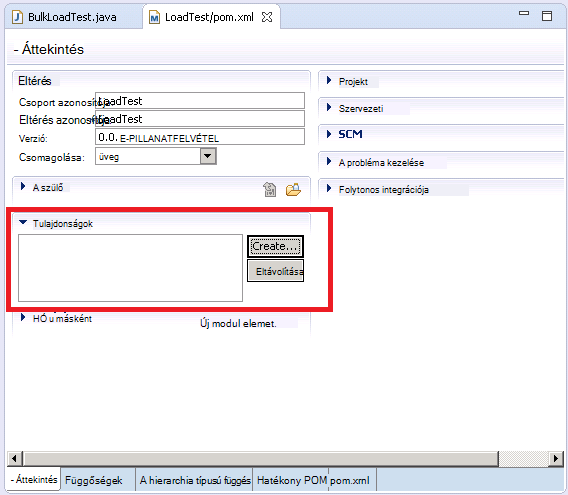 BulkLoadTest.java
LoadTest/pom.xml
- Áttekintés
Eltérés
Csoport azonosítója: LoadTest
Eltérés azonosítója: LoadTest
Verzió: 0.0. E-PILLANATFELVÉTEL
Csomagolása: üveg
A szülő
Tulajdonságok
Create...
Eltávolítása
HÓ u másként
Új modul elemet.
Projekt
Szervezeti
SCM
A probléma kezelése
Folytonos integrációja
- Áttekintés
Függőségek
A hierarchia típusú függés
Hatékony POM
pom.xml